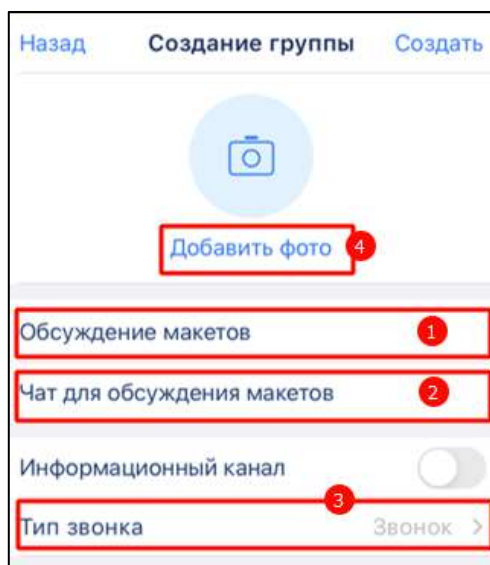 Назад Создание группы Создать
Добавить фото 4
Обсуждение макетов 1
Чат для обсуждения макетов 2
Информационный канал
3
Тип звонка Звонок >